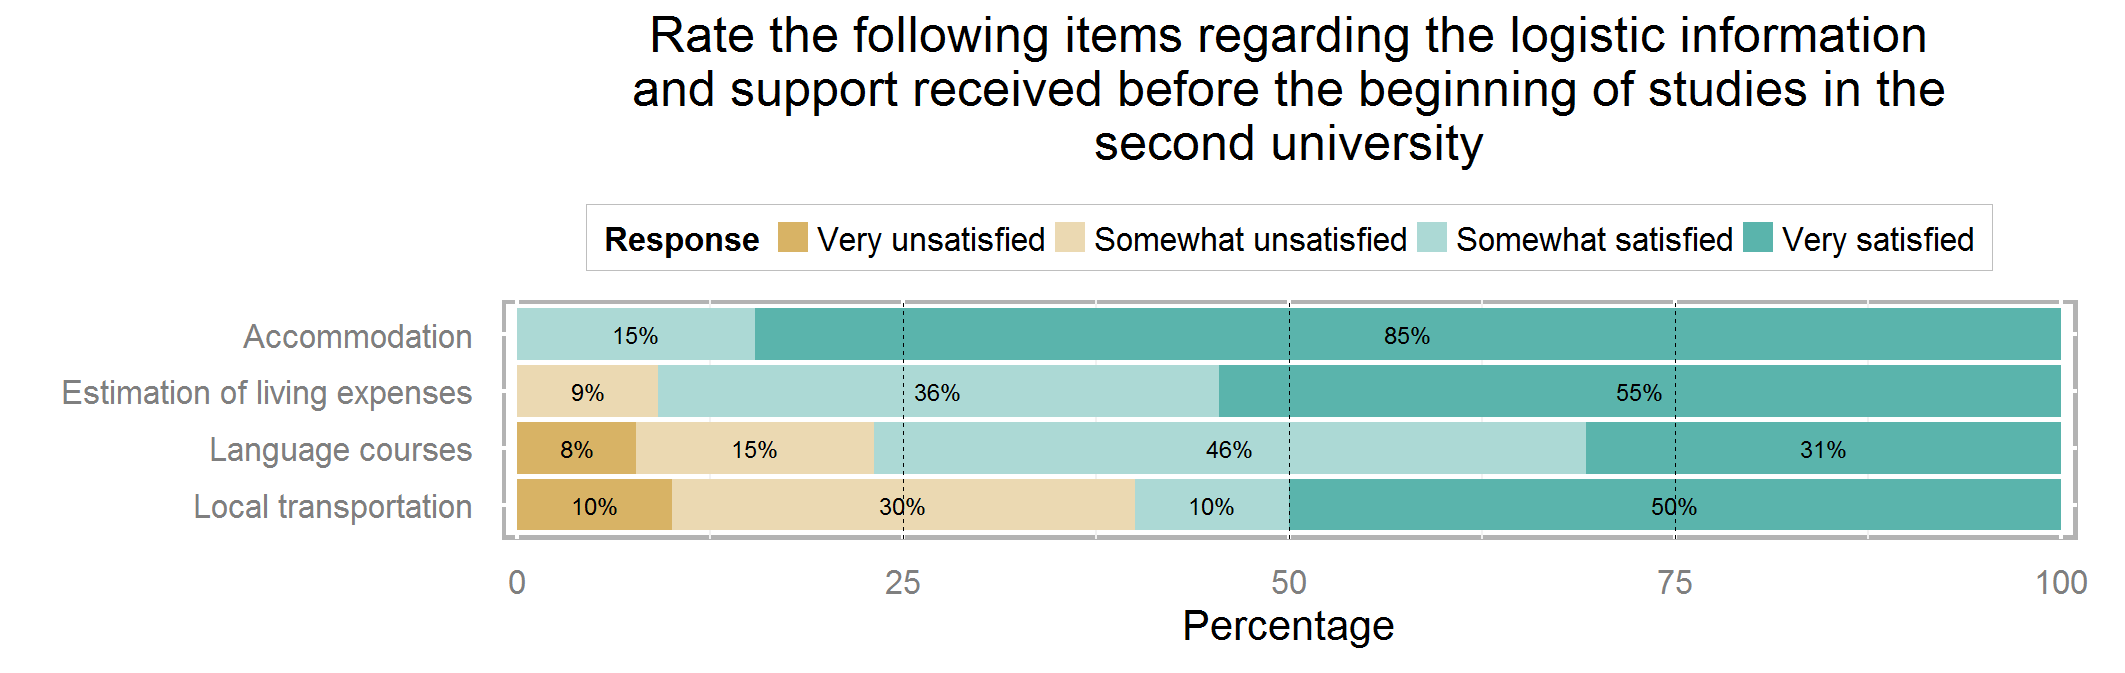 Rate the following items regarding the logistic information
and support received before the beginning of studies in the
second university
Response Very unsatisfied Somewhat unsatisfied Somewhat satisfied Very satisfied
Accommodation 15% 85%
Estimation of living expenses 9% 36% 55%
Language courses 8% 15% 46% 31%
Local transportation 10% 30% 10% 50%
0 25 50 75 100
Percentage